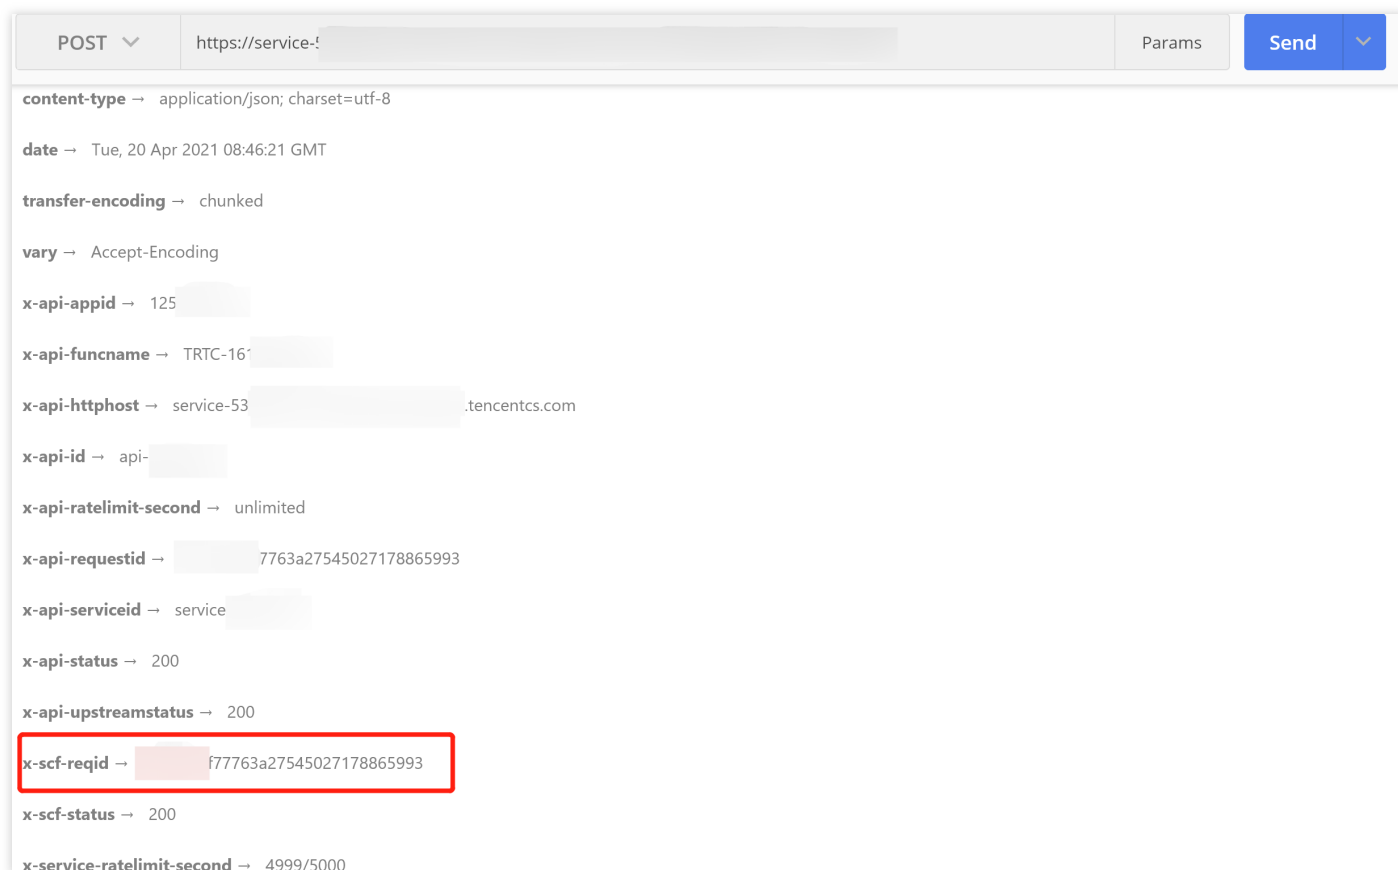 POST https://service-5 Params Send
content-type → application/json; charset=utf-8
date → Tue, 20 Apr 2021 08:46:21 GMT
transfer-encoding → chunked
vary → Accept-Encoding
x-api-appid → 125
x-api-funcname → TRTC-161
x-api-httphost → service-53 .tencentcs.com
x-api-id → api-
x-api-ratelimit-second → unlimited
x-api-requestid → 7763a27545027178865993
x-api-serviceid → service
x-api-status → 200
x-api-upstreamstatus → 200
x-scf-reqid → f77763a27545027178865993
x-scf-status → 200
x-service-ratelimit-second → 4999/5000